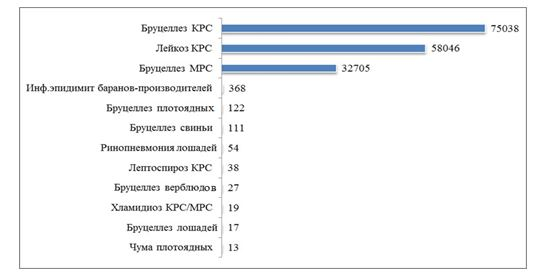 Бруцеллез КРС 75038
Лейкоз КРС 58046
Бруцеллез МРС 32705
Инф.эпидимит баранов-производителей 368
Бруцеллез плотоядных 122
Бруцеллез свиньи 111
Ринопневмония лошадей 54
Лептоспироз КРС 38
Бруцеллез верблюдов 27
Хламидиоз КРС/МРС 19
Бруцеллез лошадей 17
Чума плотоядных 13